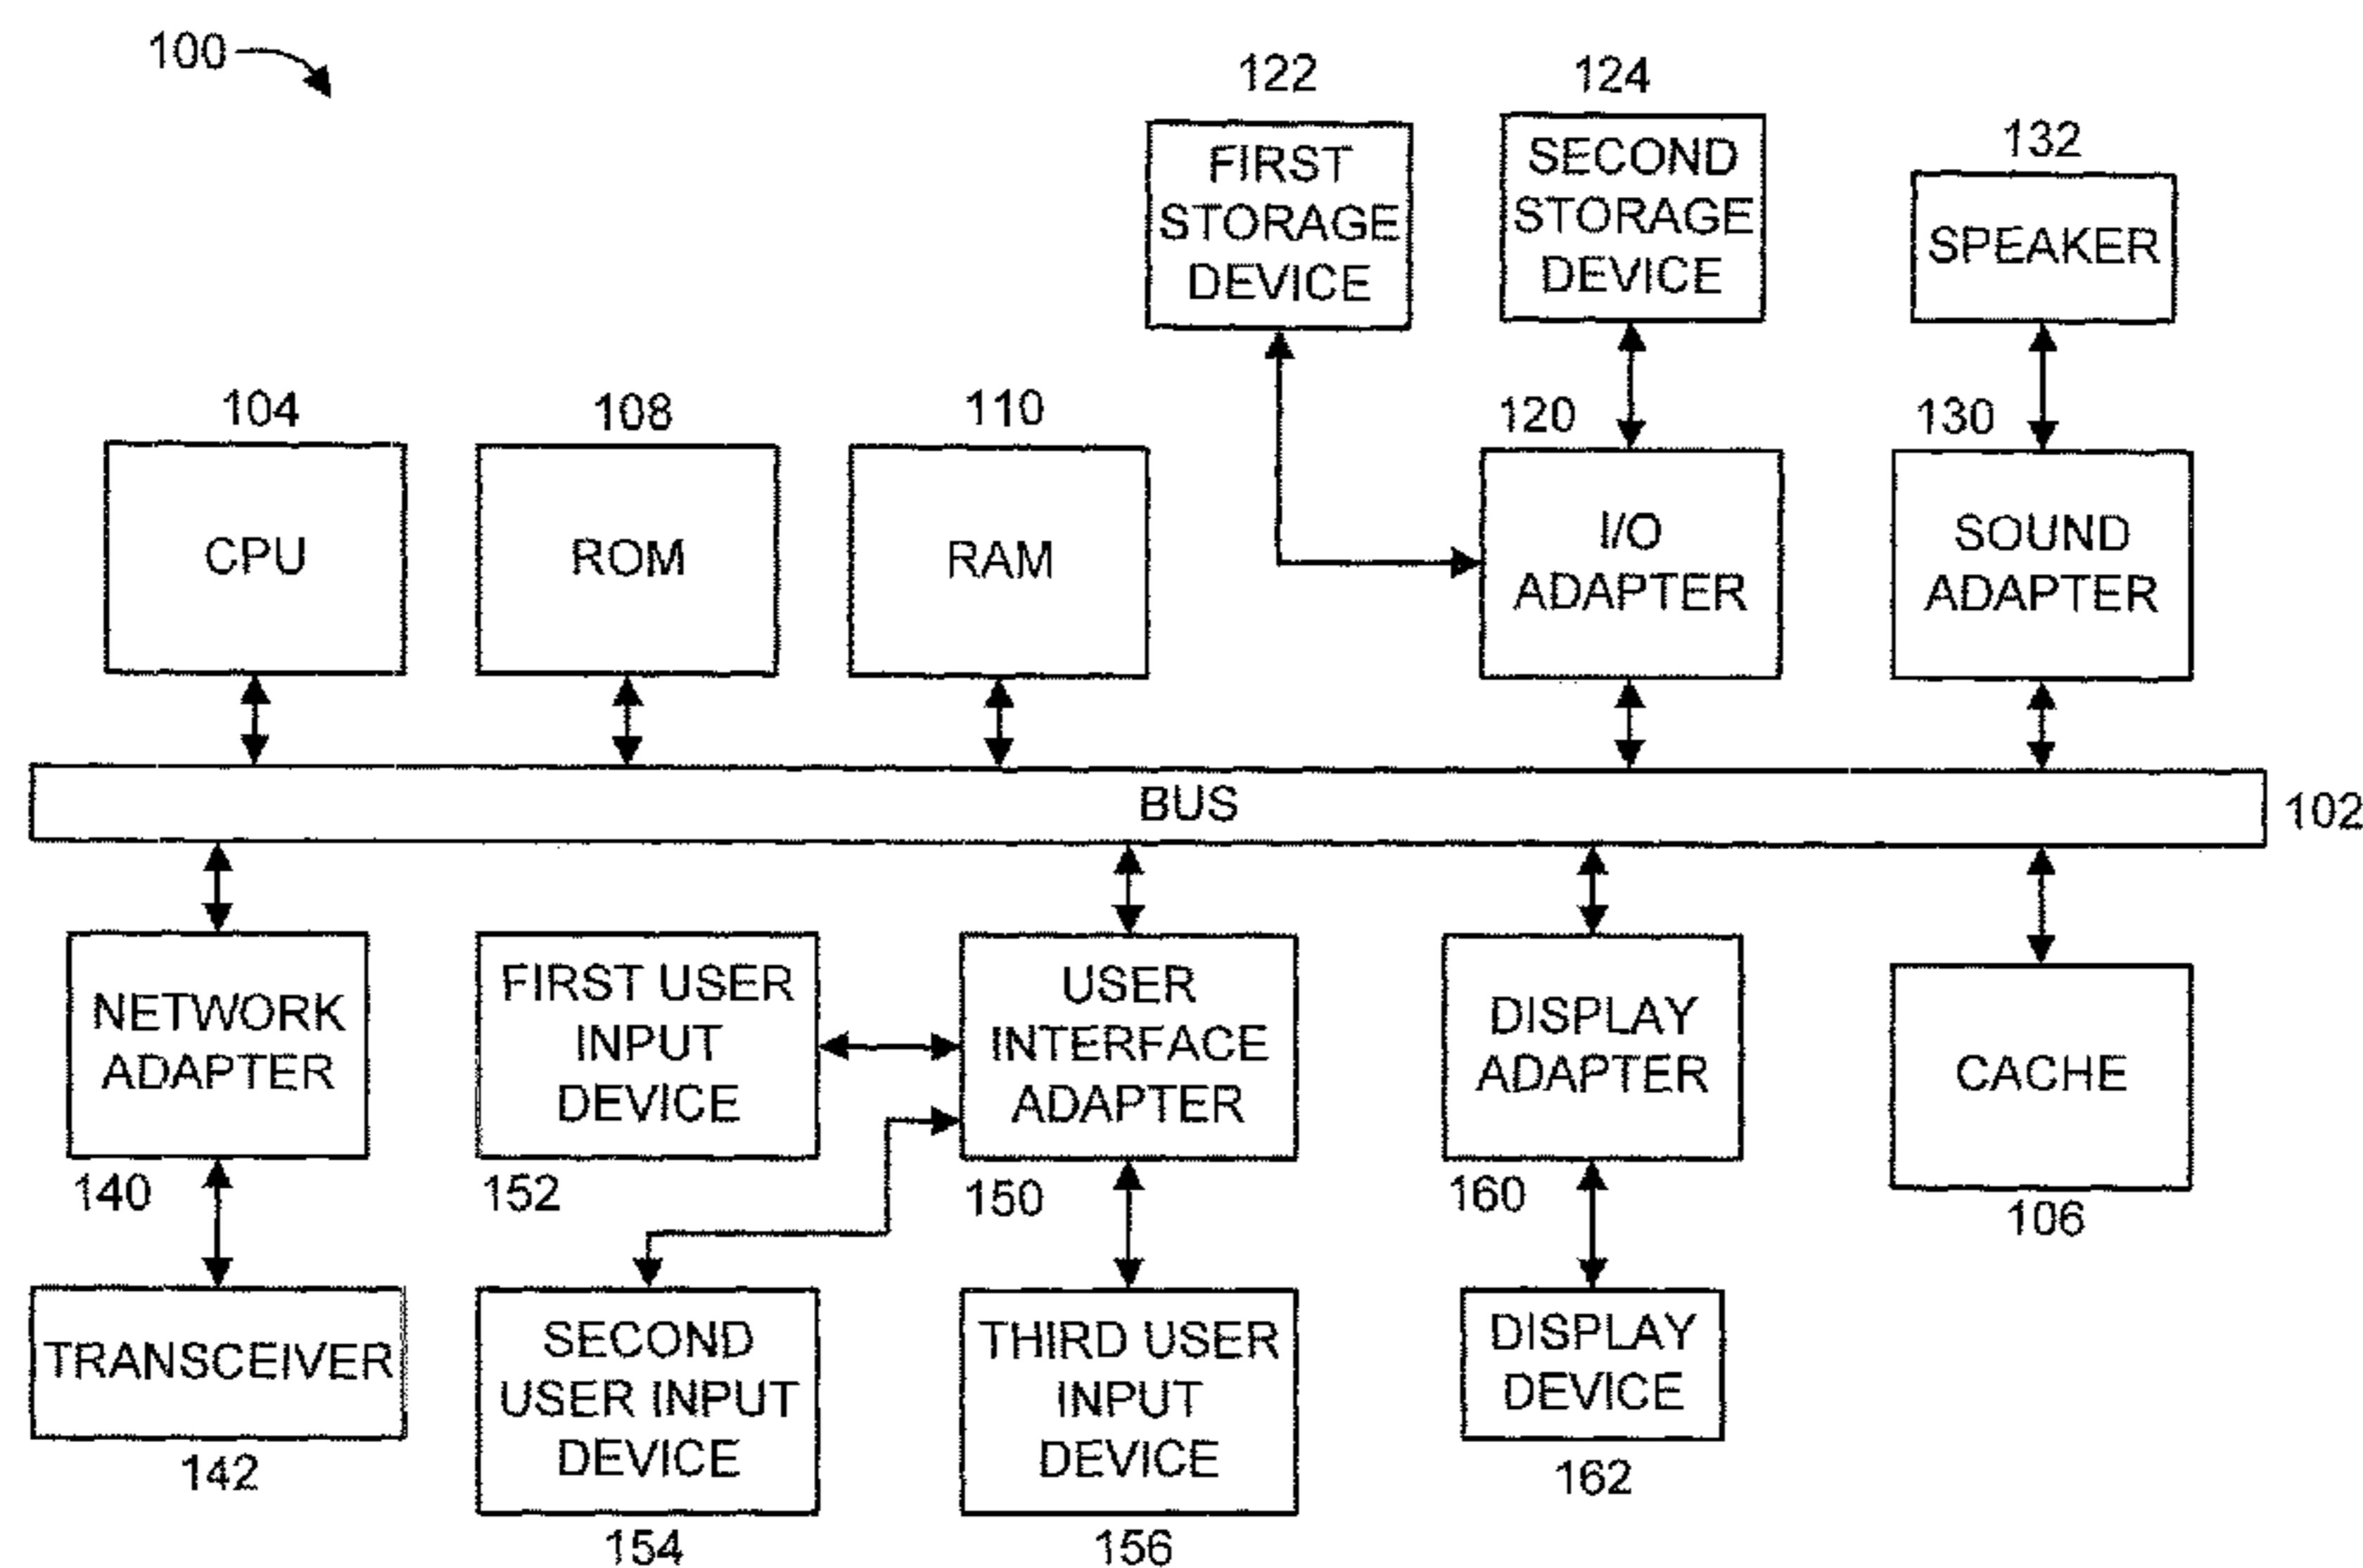 100
122
FIRST
STORAGE
DEVICE
124
SECOND
STORAGE
DEVICE
132
SPEAKER
104
CPU
108
ROM
110
RAM
120
I/O
ADAPTER
130
SOUND
ADAPTER
BUS
102
NETWORK
ADAPTER
140
FIRST USER
INPUT
DEVICE
152
USER
INTERFACE
ADAPTER
150
DISPLAY
ADAPTER
160
CACHE
106
TRANSCEIVER
142
SECOND
USER INPUT
DEVICE
154
THIRD USER
INPUT
DEVICE
156
DISPLAY
DEVICE
162